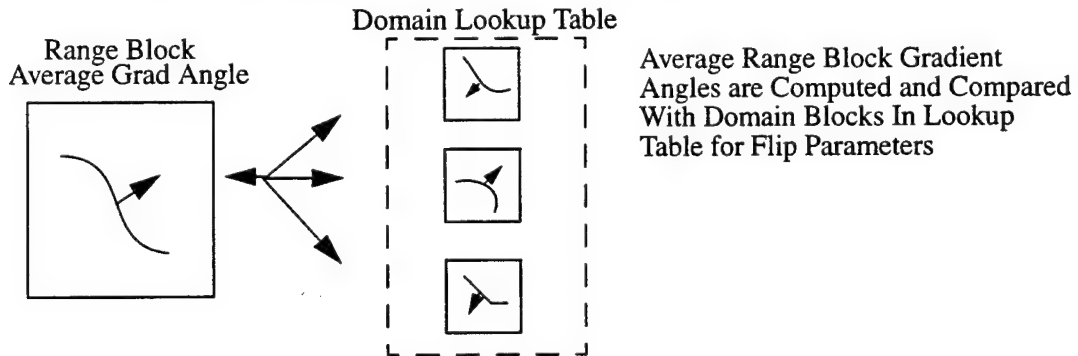 Domain Lookup Table
Range Block
Average Grad Angle
Average Range Block Gradient
Angles are Computed and Compared
With Domain Blocks In Lookup
Table for Flip Parameters